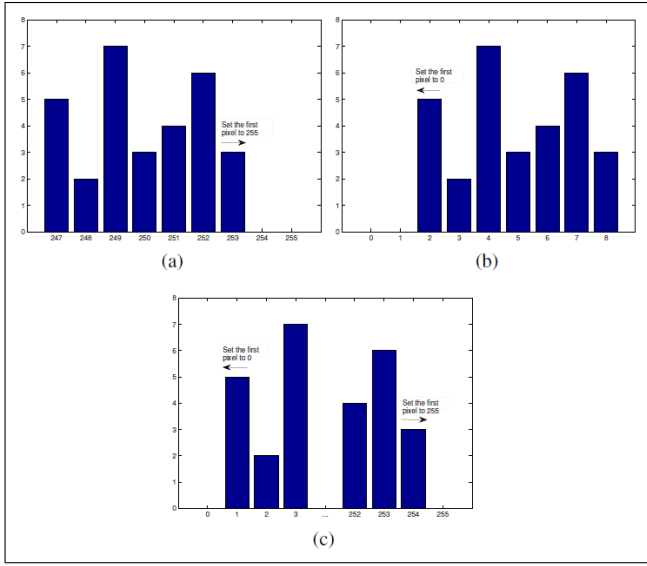 8
7
6
5
4
3
2
1
0
Set the first
pixel to 255
247 248 249 250 251 252 253 254 255
(a)
8
7
6
5
4
3
2
1
0
Set the first
pixel to 0
0 1 2 3 4 5 6 7 8
(b)
8
7
6
5
4
3
2
1
0
Set the first
pixel to 0
Set the first
pixel to 255
0 1 2 3 ... 252 253 254 255
(c)